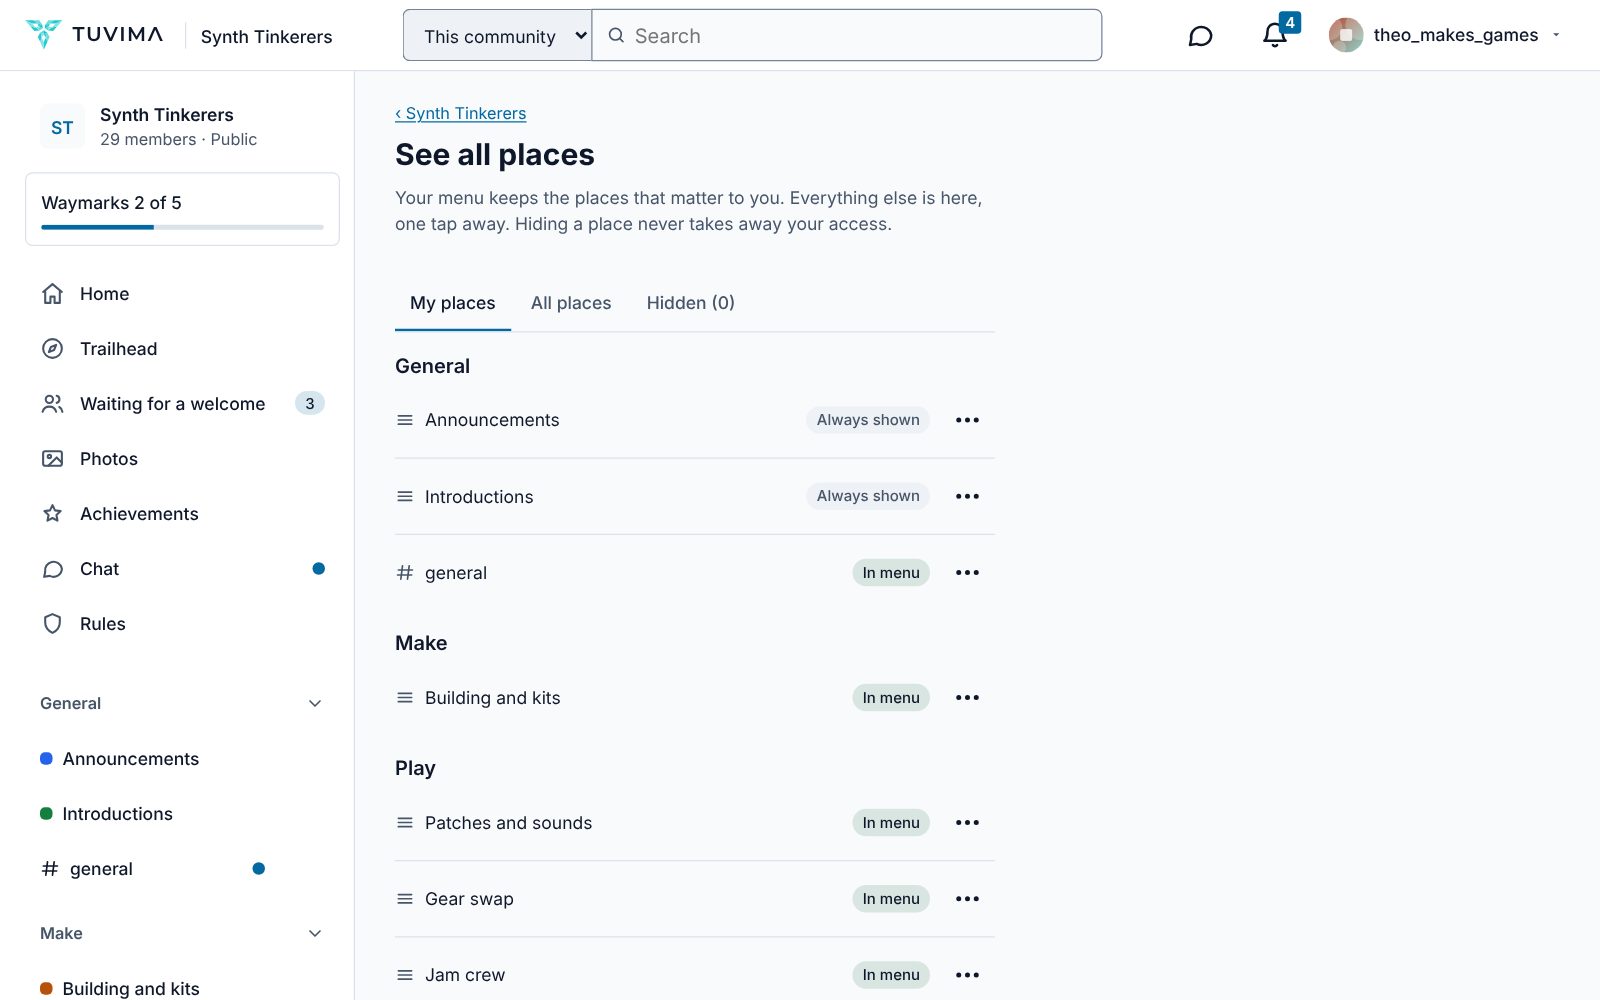 TUVIMA
Synth Tinkerers
This community
Search
4
theo_makes_games
ST
Synth Tinkerers
29 members · Public
Waymarks 2 of 5
Home
Trailhead
Waiting for a welcome
3
Photos
Achievements
Chat
Rules
General
Announcements
Introductions
# general
Make
Building and kits
‹ Synth Tinkerers
See all places
Your menu keeps the places that matter to you. Everything else is here,
one tap away. Hiding a place never takes away your access.
My places
All places
Hidden (0)
General
Announcements
Always shown
Introductions
Always shown
# general
In menu
Make
Building and kits
In menu
Play
Patches and sounds
In menu
Gear swap
In menu
Jam crew
In menu